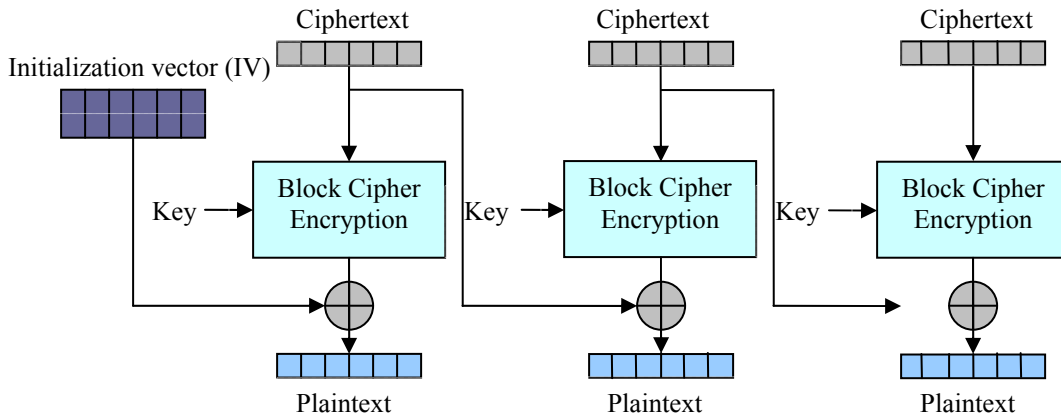 Ciphertext Ciphertext Ciphertext
Initialization vector (IV)
Block Cipher
Encryption
Block Cipher
Encryption
Block Cipher
Encryption
Key Key Key
Plaintext Plaintext Plaintext